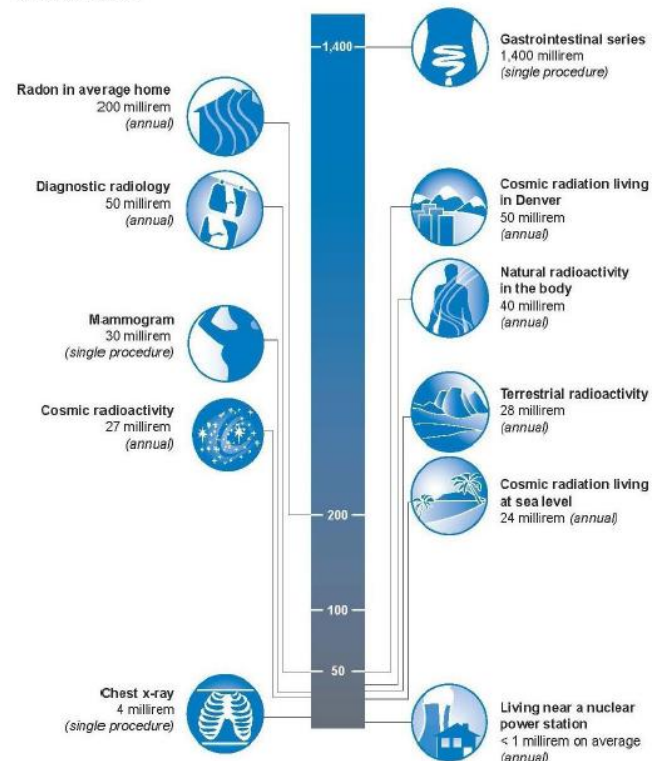 1,400
Gastrointestinal series
1,400 millirem
(single procedure)
Radon in average home
200 millirem
(annual)
Diagnostic radiology
50 millirem
(annual)
Cosmic radiation living
in Denver
50 millirem
(annual)
Natural radioactivity
in the body
40 millirem
(annual)
Mammogram
30 millirem
(single procedure)
Cosmic radioactivity
27 millirem
(annual)
Terrestrial radioactivity
28 millirem
(annual)
Cosmic radiation living
at sea level
24 millirem (annual)
200
100
50
Chest x-ray
4 millirem
(single procedure)
Living near a nuclear
power station
< 1 millirem on average
(annual)